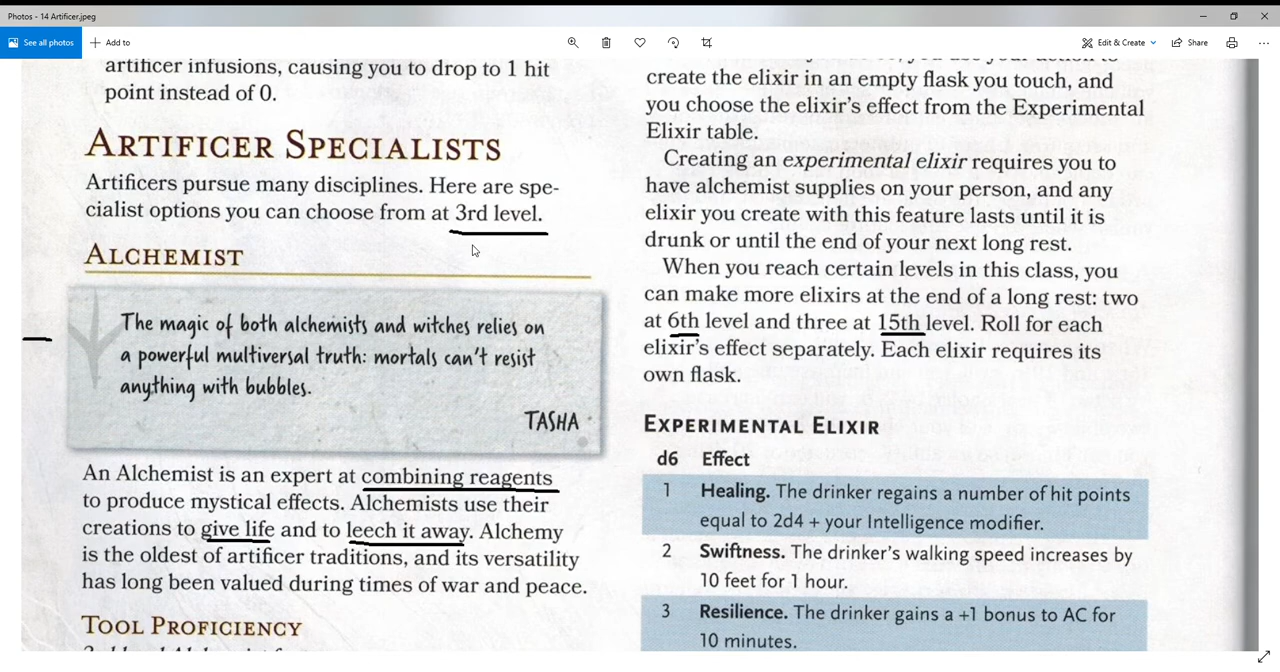 Photos - 14 Artificer.jpeg
See all photos
Add to
Edit & Create
Share
artificer infusions, causing you to drop to 1 hit
point instead of 0.
ARTIFICER SPECIALISTS
Artificers pursue many disciplines. Here are spe-
cialist options you can choose from at 3rd level.
ALCHEMIST
The magic of both alchemists and witches relies on
a powerful multiversal truth: mortals can't resist
anything with bubbles.
TASHA
An Alchemist is an expert at combining reagents
to produce mystical effects. Alchemists use their
creations to give life and to leech it away. Alchemy
is the oldest of artificer traditions, and its versatility
has long been valued during times of war and peace.
TOOL PROFICIENCY
create the elixir in an empty flask you touch, and
you choose the elixir's effect from the Experimental
Elixir table.
Creating an experimental elixir requires you to
have alchemist supplies on your person, and any
elixir you create with this feature lasts until it is
drunk or until the end of your next long rest.
When you reach certain levels in this class, you
can make more elixirs at the end of a long rest: two
at 6th level and three at 15th level. Roll for each
elixir's effect separately. Each elixir requires its
own flask.
EXPERIMENTAL ELIXIR
d6 Effect
1 Healing. The drinker regains a number of hit points
equal to 2d4 + your Intelligence modifier.
2 Swiftness. The drinker's walking speed increases by
10 feet for 1 hour.
3 Resilience. The drinker gains a +1 bonus to AC for
10 minutes.